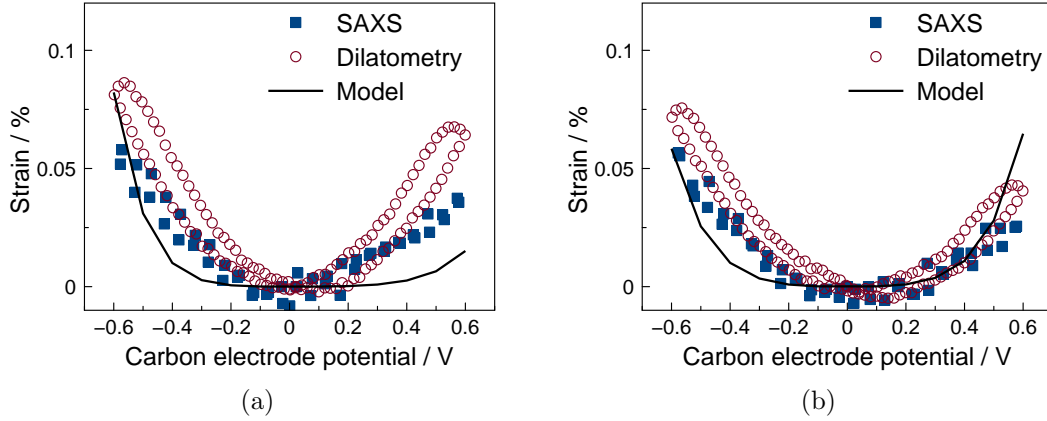 SAXS
Dilatometry
Model
0.1
0.05
0
Strain / %
−0.6 −0.4 −0.2 0 0.2 0.4 0.6
Carbon electrode potential / V
(a)
SAXS
Dilatometry
Model
0.1
0.05
0
Strain / %
−0.6 −0.4 −0.2 0 0.2 0.4 0.6
Carbon electrode potential / V
(b)